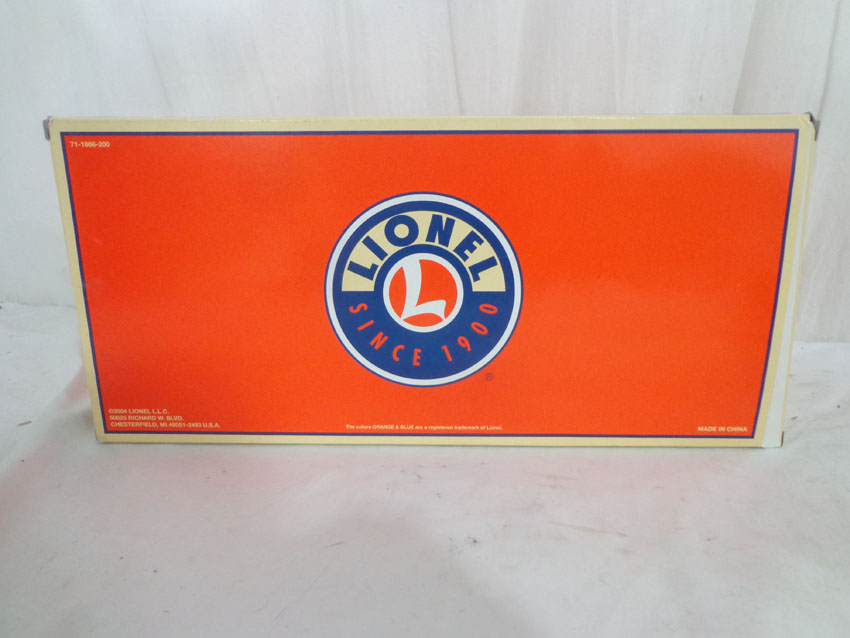 71-1866-200
LIONEL
L
SINCE 1900
®
©2004 LIONEL L.L.C.
50625 RICHARD W. BLVD.
CHESTERFIELD, MI 48051-2493 U.S.A.
The colors ORANGE & BLUE are a registered trademark of Lionel.
MADE IN CHINA